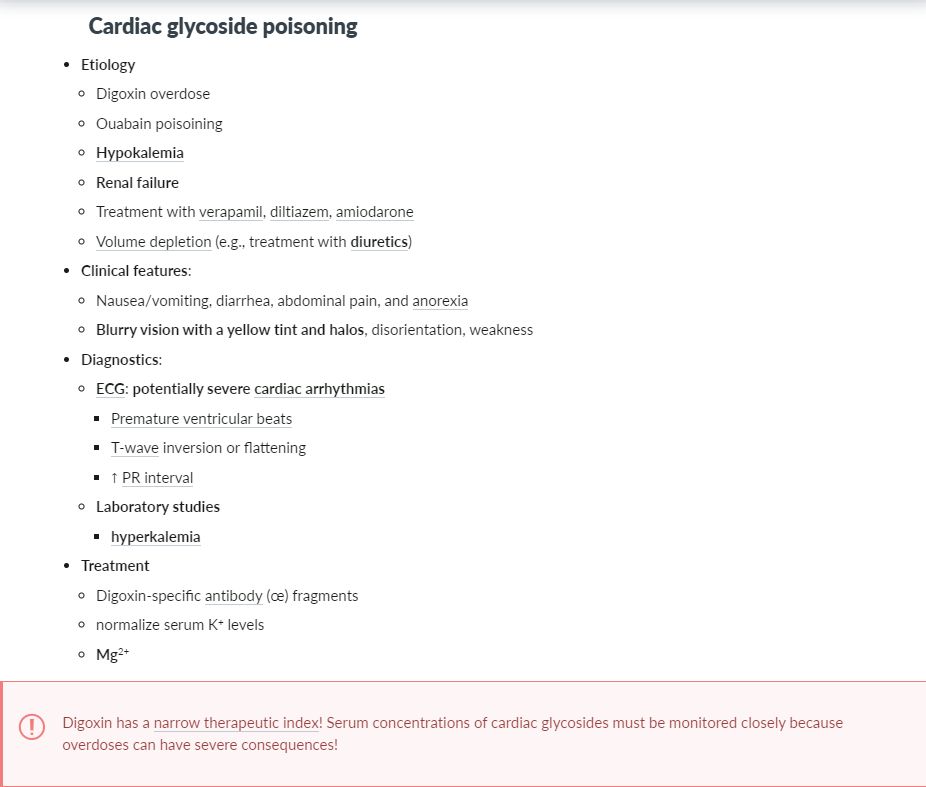 Cardiac glycoside poisoning
Etiology
Digoxin overdose
Ouabain poisoining
Hypokalemia
Renal failure
Treatment with verapamil, diltiazem, amiodarone
Volume depletion (e.g., treatment with diuretics)
Clinical features:
Nausea/vomiting, diarrhea, abdominal pain, and anorexia
Blurry vision with a yellow tint and halos, disorientation, weakness
Diagnostics:
ECG: potentially severe cardiac arrhythmias
Premature ventricular beats
T-wave inversion or flattening
↑ PR interval
Laboratory studies
hyperkalemia
Treatment
Digoxin-specific antibody (œ) fragments
normalize serum K⁺ levels
Mg²⁺
Digoxin has a narrow therapeutic index! Serum concentrations of cardiac glycosides must be monitored closely because
overdoses can have severe consequences!